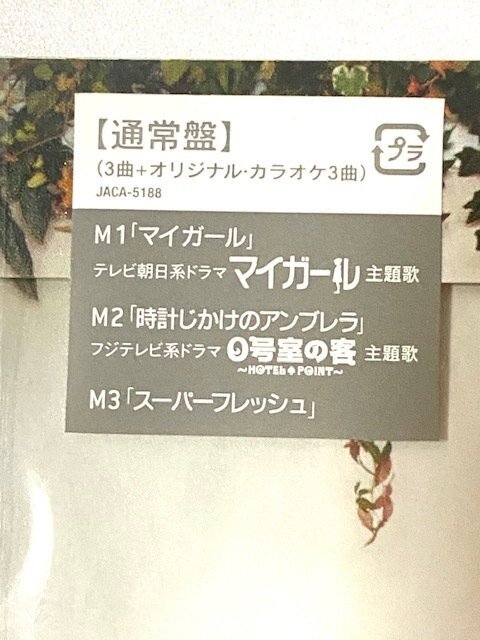 【通常盤】
(3曲+オリジナル･カラオケ3曲)
JACA-5188
プラ
M1「マイガール」
テレビ朝日系ドラマ マイガール 主題歌
M2「時計じかけのアンブレラ」
フジテレビ系ドラマ 0号室の客 主題歌
～HOTEL♠POINT～
M3「スーパーフレッシュ」